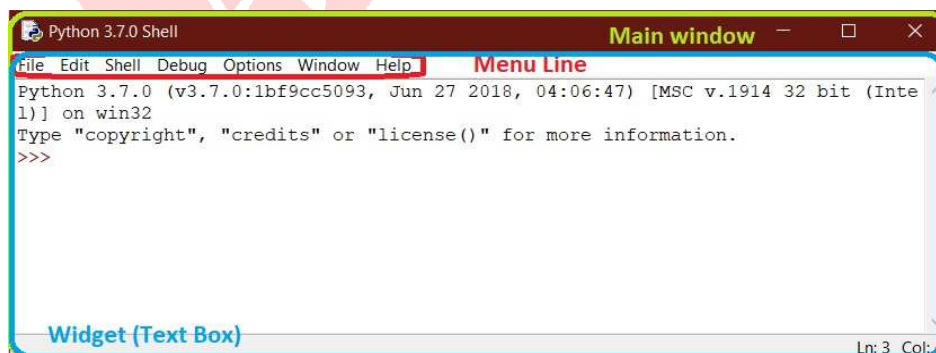 Python 3.7.0 Shell Main window
File Edit Shell Debug Options Window Help Menu Line
Python 3.7.0 (v3.7.0:1bf9cc5093, Jun 27 2018, 04:06:47) [MSC v.1914 32 bit (Inte
l)] on win32
Type "copyright", "credits" or "license()" for more information.
>>>
Widget (Text Box)
Ln: 3 Col: